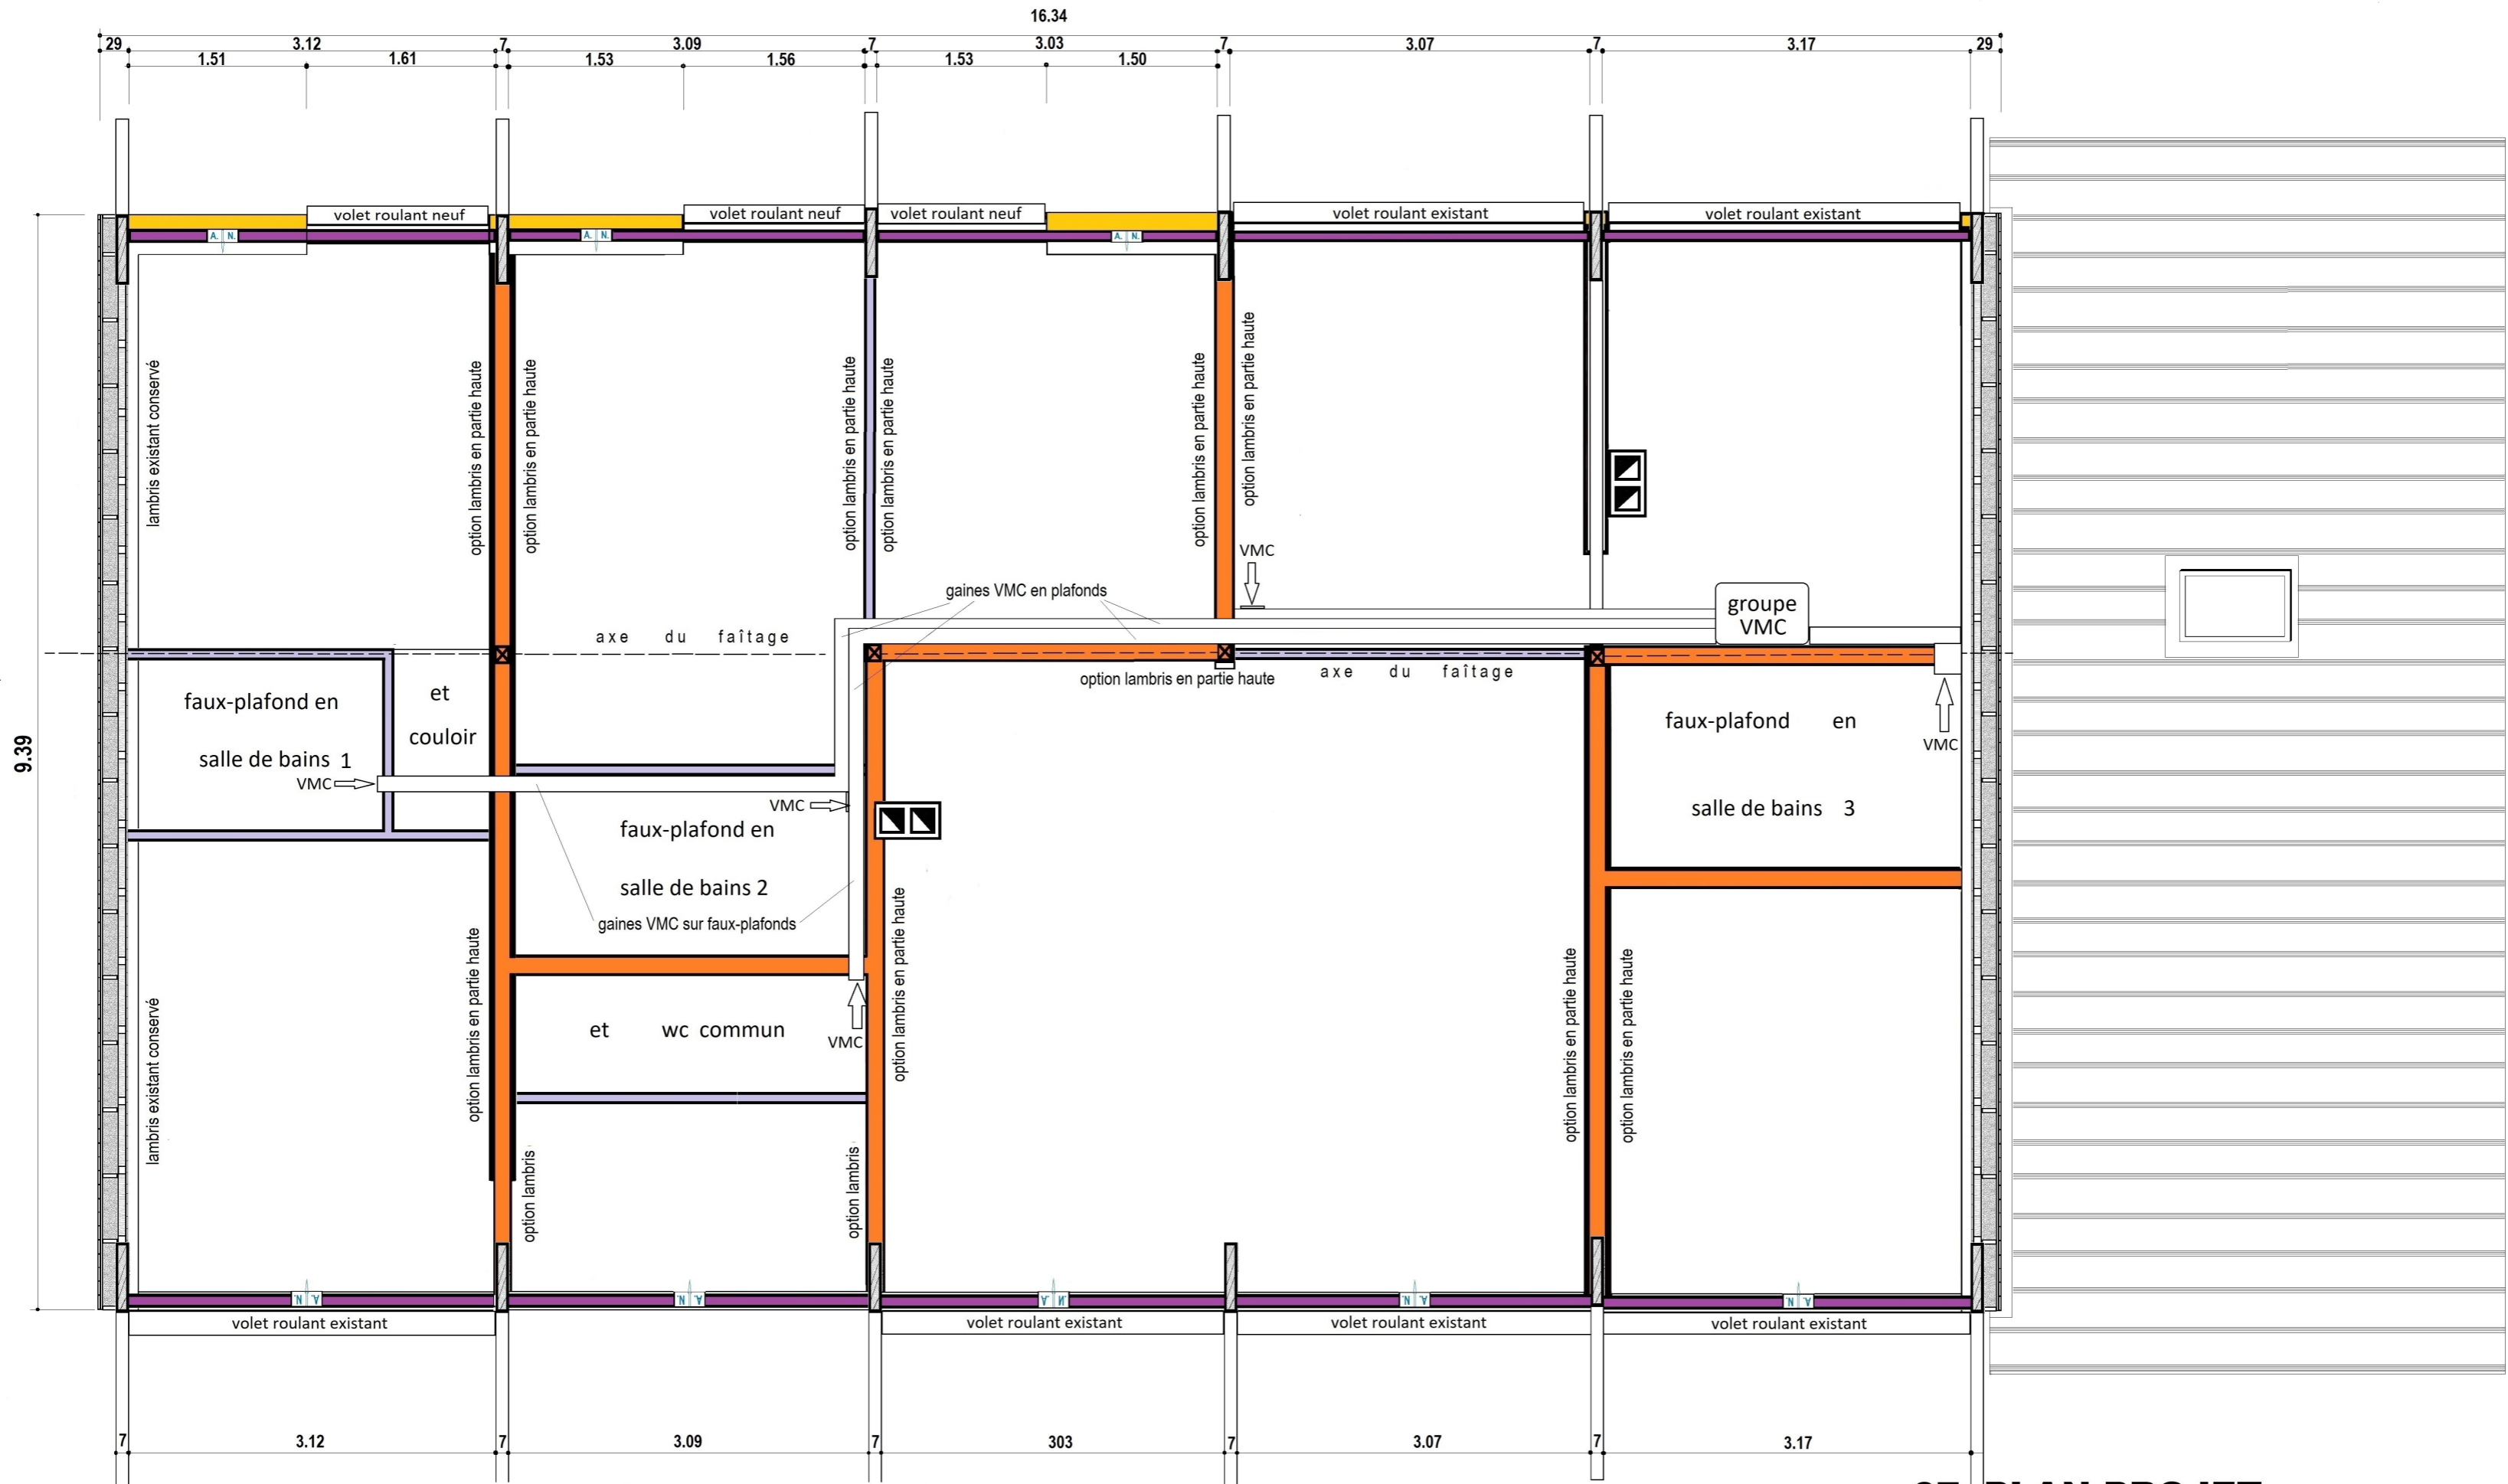 16.34
29 3.12 7 3.09 7 3.03 7 3.07 7 3.17 29
1.51 1.61 1.53 1.56 1.53 1.50
volet roulant neuf
volet roulant neuf
volet roulant neuf
volet roulant existant
volet roulant existant
A. N.
A. N.
A. N.
lambris existant conservé
option lambris en partie haute
option lambris en partie haute
option lambris en partie haute
option lambris en partie haute
option lambris en partie haute
option lambris en partie haute
VMC
gaines VMC en plafonds
groupe
VMC
axe du faîtage
axe du faîtage
option lambris en partie haute
9.39
faux-plafond en
salle de bains 1
et
couloir
VMC
VMC
faux-plafond en
salle de bains 2
gaines VMC sur faux-plafonds
faux-plafond en
salle de bains 3
VMC
et wc commun
VMC
lambris existant conservé
option lambris en partie haute
option lambris
option lambris
option lambris en partie haute
option lambris en partie haute
option lambris en partie haute
A. N.
A. N.
A. N.
A. N.
A. N.
volet roulant existant
volet roulant existant
volet roulant existant
volet roulant existant
7 3.12 7 3.09 7 303 7 3.07 7 3.17